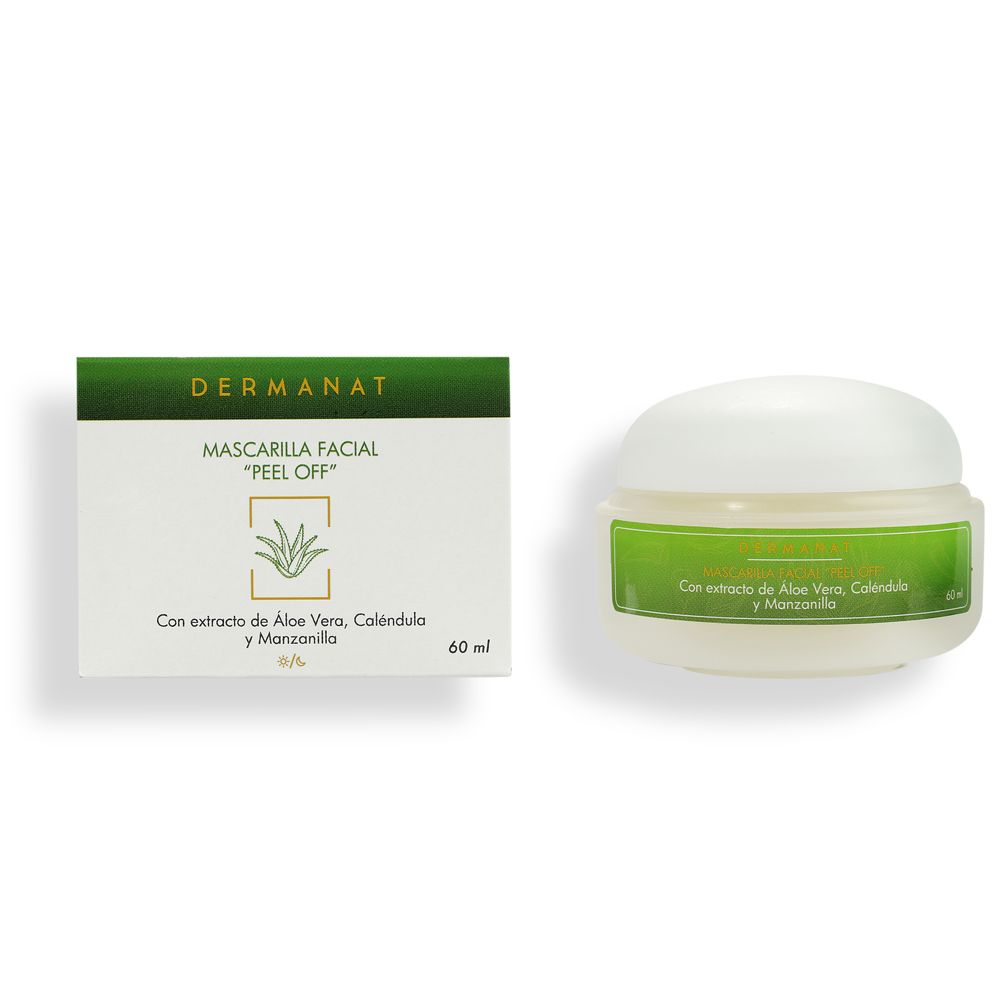 DERMANAT
MASCARILLA FACIAL
“PEEL OFF”
Con extracto de Áloe Vera, Caléndula
y Manzanilla
60 ml
DERMANAT
MASCARILLA FACIAL “PEEL OFF”
Con extracto de Áloe Vera, Caléndula
y Manzanilla
60 ml